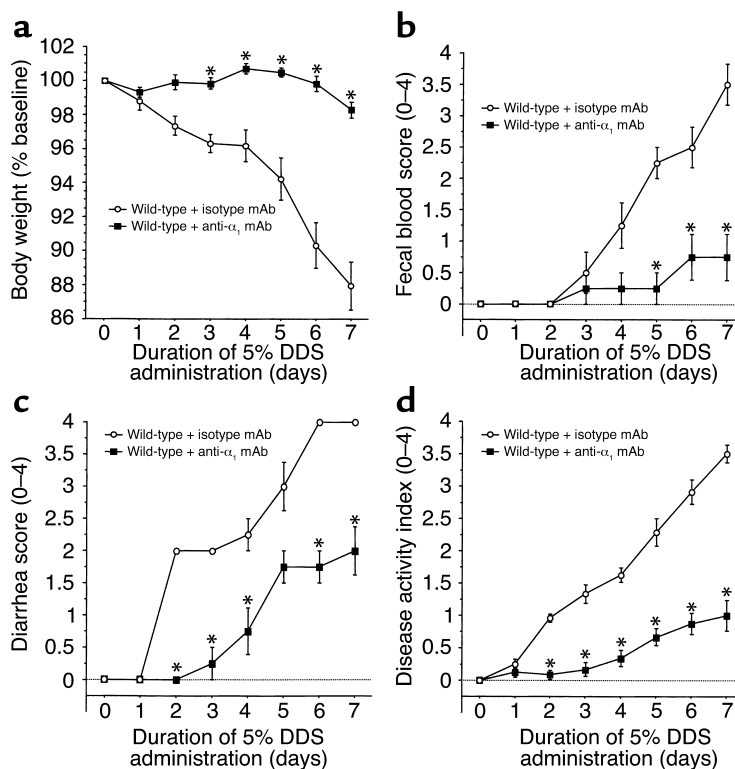 a
102
100
98
96
94
92
90
88
86
Body weight (% baseline)
Wild-type + isotype mAb
Wild-type + anti-α₁ mAb
* * * * *
0 1 2 3 4 5 6 7
Duration of 5% DDS
administration (days)
b
4
3.5
3
2.5
2
1.5
1
0.5
0
Fecal blood score (0–4)
Wild-type + isotype mAb
Wild-type + anti-α₁ mAb
* * *
0 1 2 3 4 5 6 7
Duration of 5% DDS
administration (days)
c
4
3.5
3
2.5
2
1.5
1
0.5
0
Diarrhea score (0–4)
Wild-type + isotype mAb
Wild-type + anti-α₁ mAb
* * * * *
0 1 2 3 4 5 6 7
Duration of 5% DDS
administration (days)
d
4
3.5
3
2.5
2
1.5
1
0.5
0
Disease activity index (0–4)
Wild-type + isotype mAb
Wild-type + anti-α₁ mAb
* * * * * *
0 1 2 3 4 5 6 7
Duration of 5% DDS
administration (days)